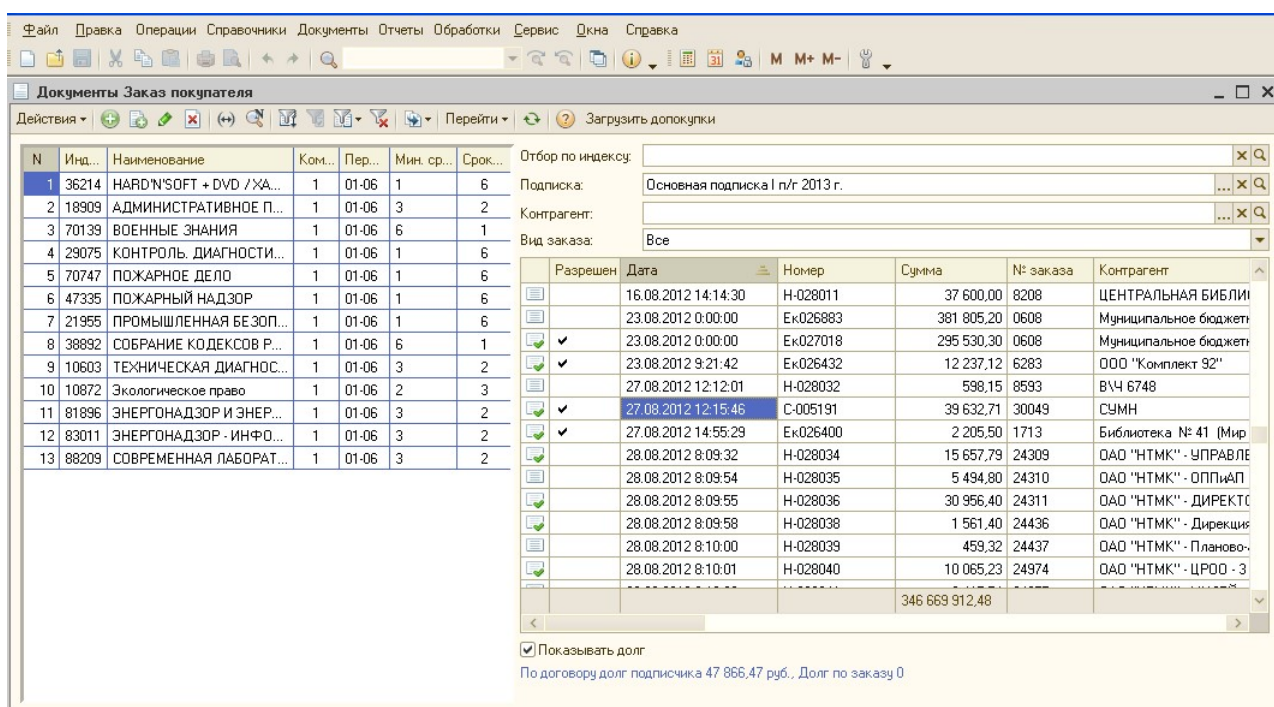 Файл Правка Операции Справочники Документы Отчеты Обработки Сервис Окна Справка
M M+ M-
Документы Заказ покупателя
Действия Перейти Загрузить допокупки
N Инд... Наименование Ком... Пер... Мин. ср... Срок...
1 36214 HARD'N'SOFT + DVD / ХА... 1 01-06 1 6
2 18909 АДМИНИСТРАТИВНОЕ П... 1 01-06 3 2
3 70139 ВОЕННЫЕ ЗНАНИЯ 1 01-06 6 1
4 29075 КОНТРОЛЬ. ДИАГНОСТИ... 1 01-06 1 6
5 70747 ПОЖАРНОЕ ДЕЛО 1 01-06 1 6
6 47335 ПОЖАРНЫЙ НАДЗОР 1 01-06 1 6
7 21955 ПРОМЫШЛЕННАЯ БЕЗОП... 1 01-06 1 6
8 38892 СОБРАНИЕ КОДЕКСОВ Р... 1 01-06 6 1
9 10603 ТЕХНИЧЕСКАЯ ДИАГНОС... 1 01-06 3 2
10 10872 Экологическое право 1 01-06 2 3
11 81896 ЭНЕРГОНАДЗОР И ЭНЕР... 1 01-06 3 2
12 83011 ЭНЕРГОНАДЗОР - ИНФО... 1 01-06 3 2
13 88209 СОВРЕМЕННАЯ ЛАБОРАТ... 1 01-06 3 2
Отбор по индексу:
Подписка: Основная подписка I п/г 2013 г.
Контрагент:
Вид заказа: Все
Разрешен Дата Номер Сумма № заказа Контрагент
16.08.2012 14:14:30 Н-028011 37 600,00 8208 ЦЕНТРАЛЬНАЯ БИБЛИ
23.08.2012 0:00:00 Ек026883 381 805,20 0608 Муниципальное бюджетн
23.08.2012 0:00:00 Ек027018 295 530,30 0608 Муниципальное бюджетн
23.08.2012 9:21:42 Ек026432 12 237,12 6283 ООО "Комплект 92"
27.08.2012 12:12:01 Н-028032 598,15 8593 В\Ч 6748
27.08.2012 12:15:46 С-005191 39 632,71 30049 СУМН
27.08.2012 14:55:29 Ек026400 2 205,50 1713 Библиотека № 41 (Мир
28.08.2012 8:09:32 Н-028034 15 657,79 24309 ОАО "НТМК" - УПРАВЛЕ
28.08.2012 8:09:54 Н-028035 5 494,80 24310 ОАО "НТМК" - ОППиАП
28.08.2012 8:09:55 Н-028036 30 956,40 24311 ОАО "НТМК" - ДИРЕКТО
28.08.2012 8:09:58 Н-028038 1 561,40 24436 ОАО "НТМК" - Дирекция
28.08.2012 8:10:00 Н-028039 459,32 24437 ОАО "НТМК" - Планово-
28.08.2012 8:10:01 Н-028040 10 065,23 24974 ОАО "НТМК" - ЦРОО - 3
346 669 912,48
Показывать долг
По договору долг подписчика 47 866,47 руб., Долг по заказу 0